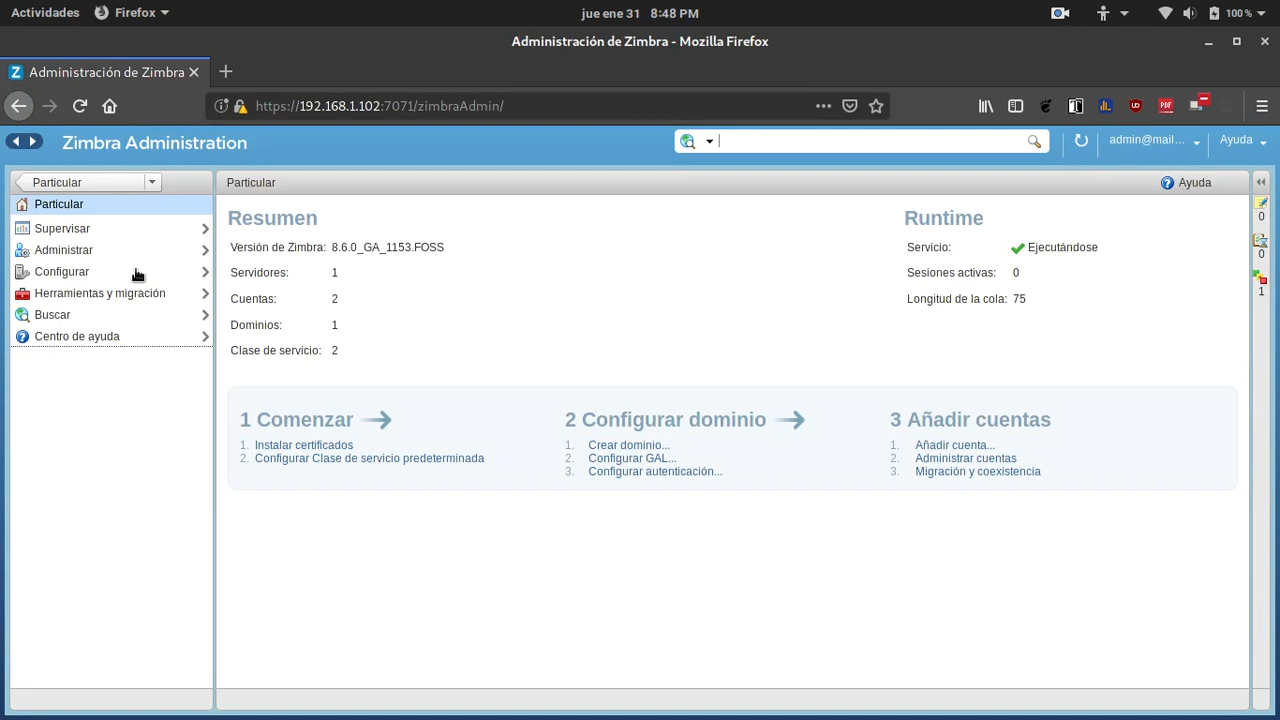 Actividades
Firefox
jue ene 31 8:48 PM
100 %
Administración de Zimbra - Mozilla Firefox
Z Administración de Zimbra
https://192.168.1.102:7071/zimbraAdmin/
PDF
Zimbra Administration
admin@mail...
Ayuda
Particular
Particular
Ayuda
Particular
Supervisar
Administrar
Configurar
Herramientas y migración
Buscar
Centro de ayuda
Resumen
Versión de Zimbra: 8.6.0_GA_1153.FOSS
Servidores: 1
Cuentas: 2
Dominios: 1
Clase de servicio: 2
Runtime
Servicio: Ejecutándose
Sesiones activas: 0
Longitud de la cola: 75
0
0
1
1 Comenzar
1. Instalar certificados
2. Configurar Clase de servicio predeterminada
2 Configurar dominio
1. Crear dominio...
2. Configurar GAL...
3. Configurar autenticación...
3 Añadir cuentas
1. Añadir cuenta...
2. Administrar cuentas
3. Migración y coexistencia